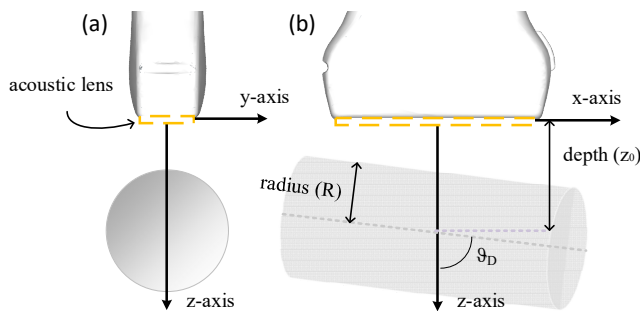 (a)
(b)
acoustic lens
y-axis
x-axis
depth (z₀)
radius (R)
ϑ_D
z-axis
z-axis